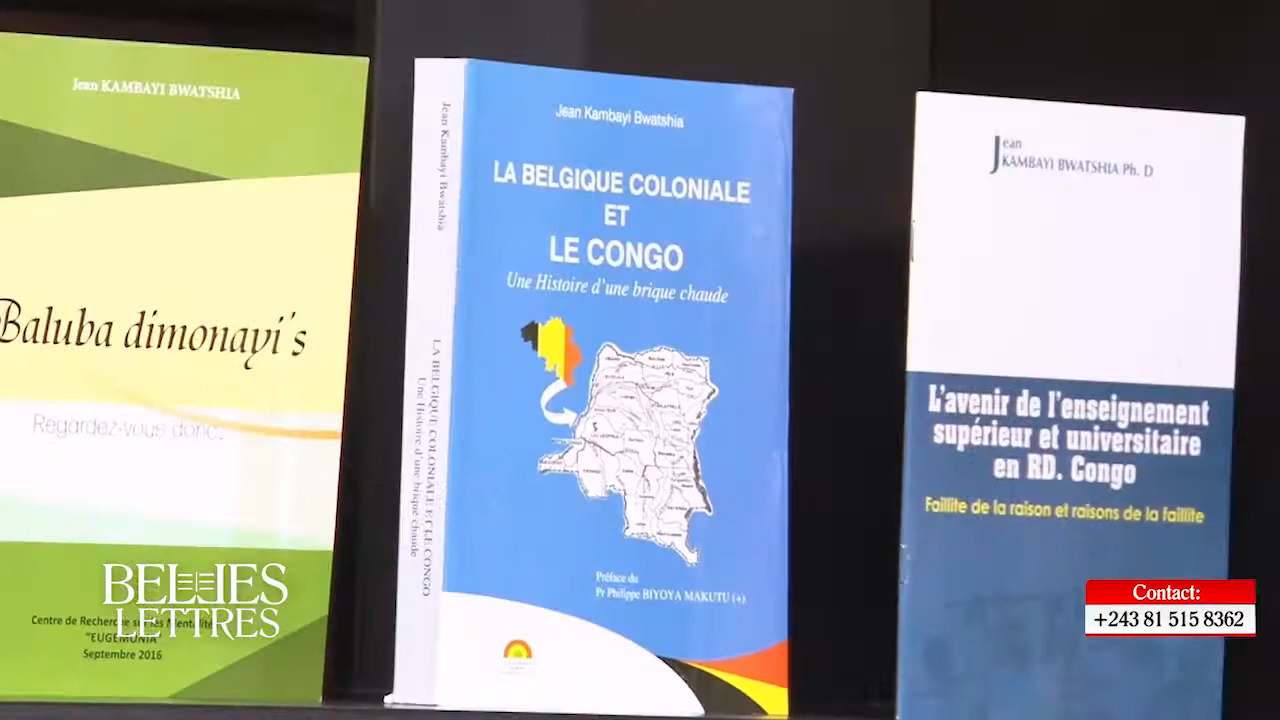 Jean KAMBAYI BWATSHIA
Baluba dimonayi's
Regardez-vous donc...
Centre de Recherche sur les Mentalités
"EUGEMONIA"
Septembre 2016
BELLES
LETTRES
Jean Kambayi Bwatshia
LA BELGIQUE COLONIALE ET LE CONGO
Une Histoire d'une brique chaude
Jean Kambayi Bwatshia
LA BELGIQUE COLONIALE
ET
LE CONGO
Une Histoire d'une brique chaude
Préface du
Pr Philippe BIYOYA MAKUTU (+)
Jean
KAMBAYI BWATSHIA Ph. D
L'avenir de l'enseignement
supérieur et universitaire
en RD. Congo
Faillite de la raison et raisons de la faillite
Contact:
+243 81 515 8362